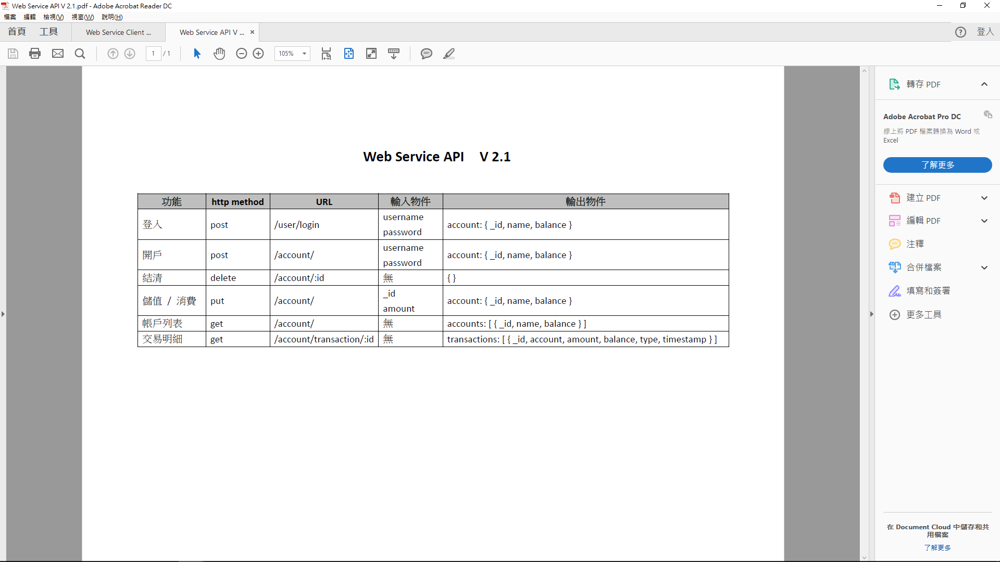 Web Service API V 2.1.pdf - Adobe Acrobat Reader DC
檔案 編輯 檢視(V) 視窗(W) 說明(H)
首頁 工具 Web Service Client ... Web Service API V ... × 登入
1 / 1 105%
Web Service API V 2.1
功能 http method URL 輸入物件 輸出物件
登入 post /user/login username password account: { _id, name, balance }
開戶 post /account/ username password account: { _id, name, balance }
結清 delete /account/:id 無 { }
儲值 / 消費 put /account/ _id amount account: { _id, name, balance }
帳戶列表 get /account/ 無 accounts: [ { _id, name, balance } ]
交易明細 get /account/transaction/:id 無 transactions: [ { _id, account, amount, balance, type, timestamp } ]
轉存 PDF
Adobe Acrobat Pro DC
線上將 PDF 檔案轉換為 Word 或
Excel
了解更多
建立 PDF
編輯 PDF
注釋
合併檔案
填寫和簽署
更多工具
在 Document Cloud 中儲存和共
用檔案
了解更多